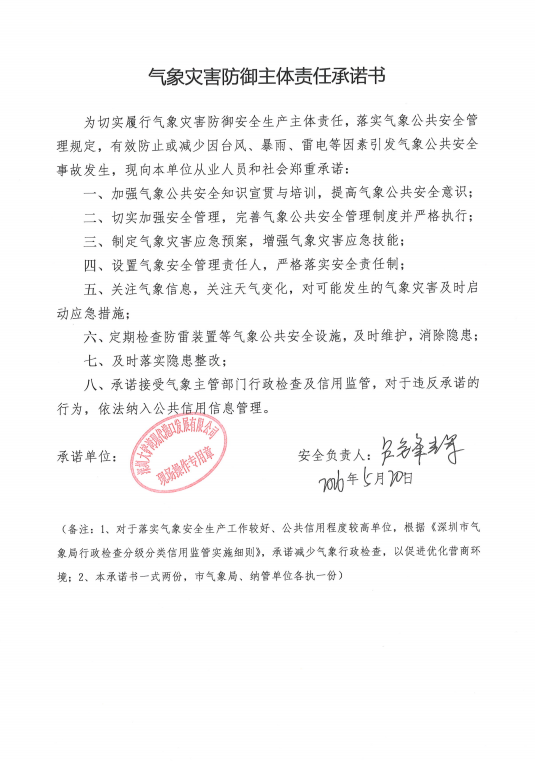 气象灾害防御主体责任承诺书
为切实履行气象灾害防御安全生产主体责任，落实气象公共安全管
理规定，有效防止或减少因台风、暴雨、雷电等因素引发气象公共安全
事故发生，现向本单位从业人员和社会郑重承诺：
一、加强气象公共安全知识宣贯与培训，提高气象公共安全意识；
二、切实加强安全管理，完善气象公共安全管理制度并严格执行；
三、制定气象灾害应急预案，增强气象灾害应急技能；
四、设置气象安全管理责任人，严格落实安全责任制；
五、关注气象信息，关注天气变化，对可能发生的气象灾害及时启
动应急措施；
六、定期检查防雷装置等气象公共安全设施，及时维护，消除隐患；
七、及时落实隐患整改；
八、承诺接受气象主管部门行政检查及信用监管，对于违反承诺的
行为，依法纳入公共信用信息管理。
承诺单位：
现代港口发展有限公司
现场操作专用章
安全负责人：
年5月20日
（备注：1、对于落实气象安全生产工作较好、公共信用程度较高单位，根据《深圳市气
象局行政检查分级分类信用监管实施细则》，承诺减少气象行政检查，以促进优化营商环
境；2、本承诺书一式两份，市气象局、纳管单位各执一份）